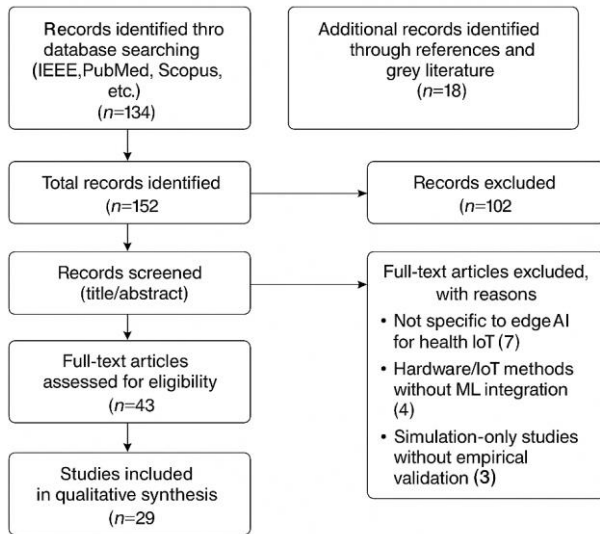 Records identified thro
database searching
(IEEE,PubMed, Scopus,
etc.)
(n=134)
Additional records identified
through references and
grey literature
(n=18)
Total records identified
(n=152
Records excluded
(n=102
Records screened
(title/abstract)
Full-text articles excluded,
with reasons
• Not specific to edge AI
for health IoT (7)
• Hardware/IoT methods
without ML integration
(4)
• Simulation-only studies
without empirical
validation (3)
Full-text articles
assessed for eligibility
(n=43
Studies included
in qualitative synthesis
(n=29